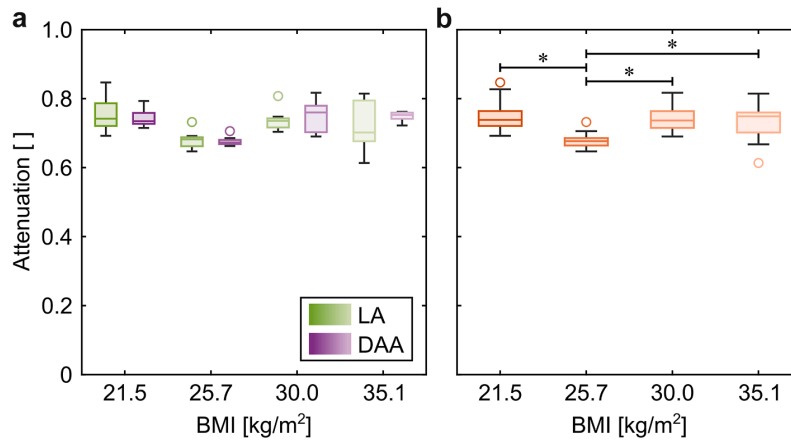 a
b
1.0
0.8
0.6
0.4
0.2
0
Attenuation [ ]
* * *
LA
DAA
21.5 25.7 30.0 35.1
BMI [kg/m²]
21.5 25.7 30.0 35.1
BMI [kg/m²]